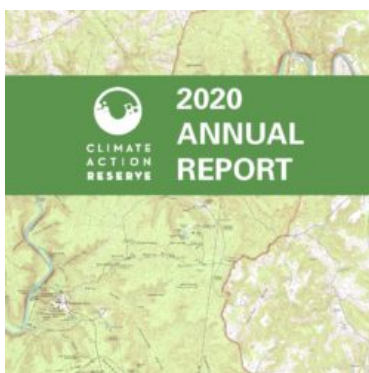 2020
ANNUAL
REPORT
CLIMATE
ACTION
RESERVE